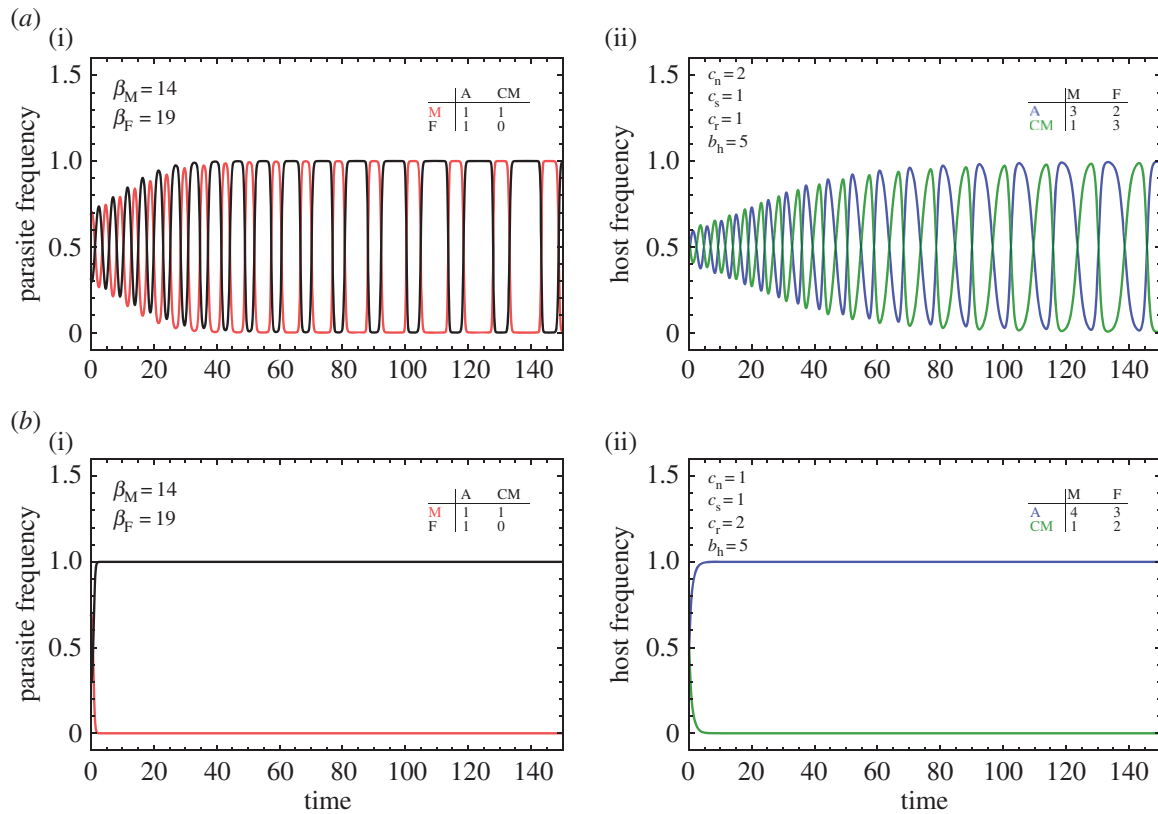 (a)
(i)
β_M = 14
β_F = 19
A CM
M 1 1
F 1 0
parasite frequency
1.5
1.0
0.5
0
0 20 40 60 80 100 120 140
(ii)
c_n = 2
c_s = 1
c_r = 1
b_h = 5
M F
A 3 2
CM 1 3
host frequency
1.5
1.0
0.5
0
0 20 40 60 80 100 120 140
(b)
(i)
β_M = 14
β_F = 19
A CM
M 1 1
F 1 0
parasite frequency
1.5
1.0
0.5
0
0 20 40 60 80 100 120 140
time
(ii)
c_n = 1
c_s = 1
c_r = 2
b_h = 5
M F
A 4 3
CM 1 2
host frequency
1.5
1.0
0.5
0
0 20 40 60 80 100 120 140
time